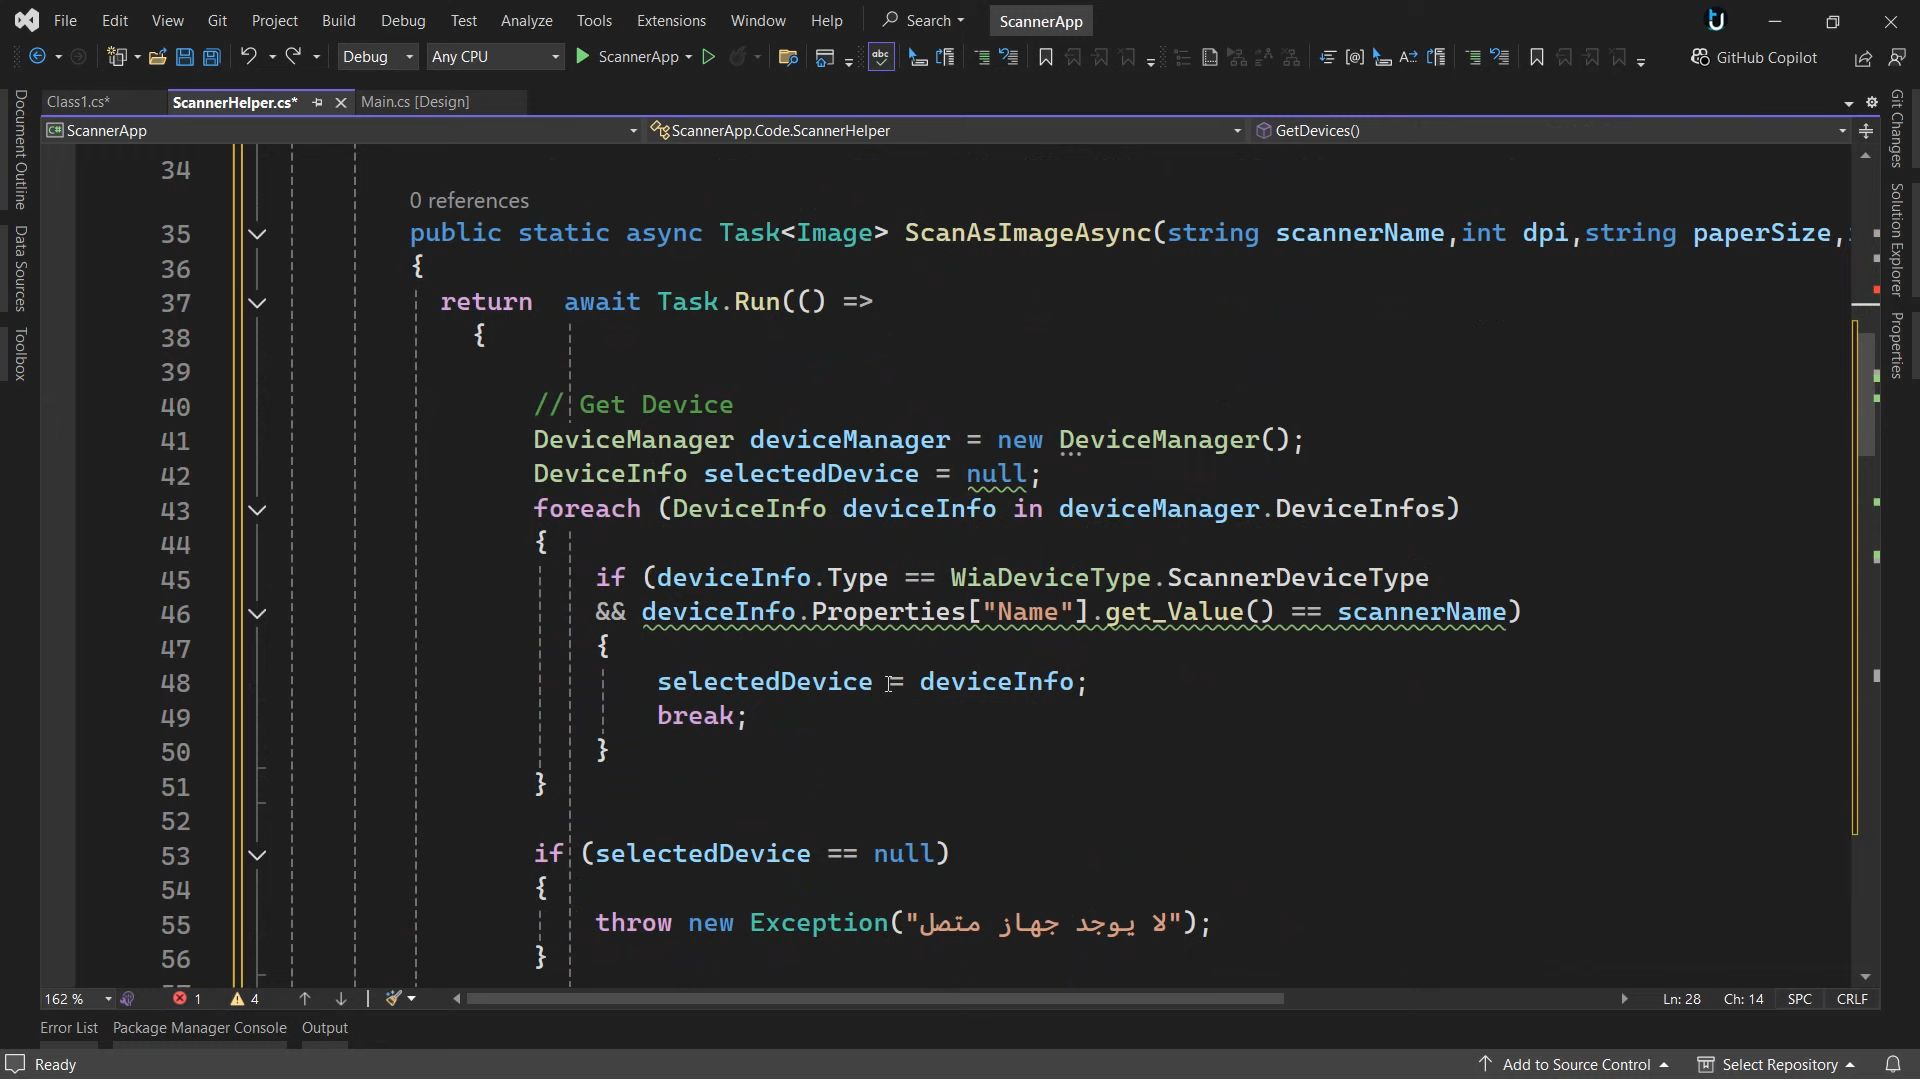 File Edit View Git Project Build Debug Test Analyze Tools Extensions Window Help Search ScannerApp
Debug Any CPU ScannerApp GitHub Copilot
Class1.cs* ScannerHelper.cs* Main.cs [Design]
ScannerApp ScannerApp.Code.ScannerHelper GetDevices()
Document Outline
Data Sources
Toolbox
Git Changes
Solution Explorer
Properties
34
0 references
35 public static async Task<Image> ScanAsImageAsync(string scannerName,int dpi,string paperSize,
36 {
37 return await Task.Run(() =>
38 {
39
40 // Get Device
41 DeviceManager deviceManager = new DeviceManager();
42 DeviceInfo selectedDevice = null;
43 foreach (DeviceInfo deviceInfo in deviceManager.DeviceInfos)
44 {
45 if (deviceInfo.Type == WiaDeviceType.ScannerDeviceType
46 && deviceInfo.Properties["Name"].get_Value() == scannerName)
47 {
48 selectedDevice = deviceInfo;
49 break;
50 }
51 }
52
53 if (selectedDevice == null)
54 {
55 throw new Exception("لا يوجد جهاز متصل");
56 }
162 % 1 4 Ln: 28 Ch: 14 SPC CRLF
Error List Package Manager Console Output
Ready Add to Source Control Select Repository